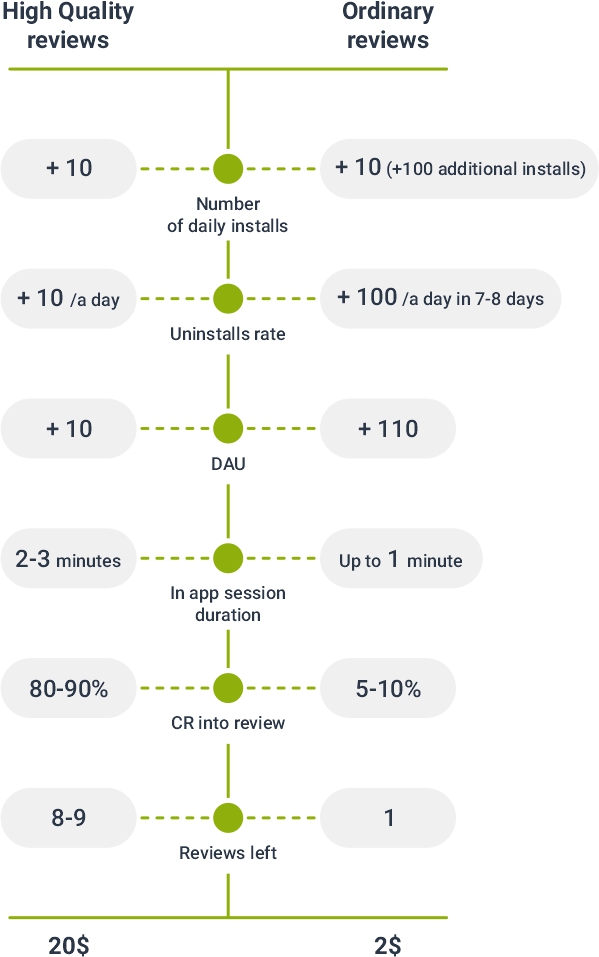 High Quality
reviews
Ordinary
reviews
+ 10
+ 10 (+100 additional installs)
Number
of daily installs
+ 10 /a day
+ 100 /a day in 7-8 days
Uninstalls rate
+ 10
+ 110
DAU
2-3 minutes
Up to 1 minute
In app session
duration
80-90%
5-10%
CR into review
8-9
1
Reviews left
20$
2$